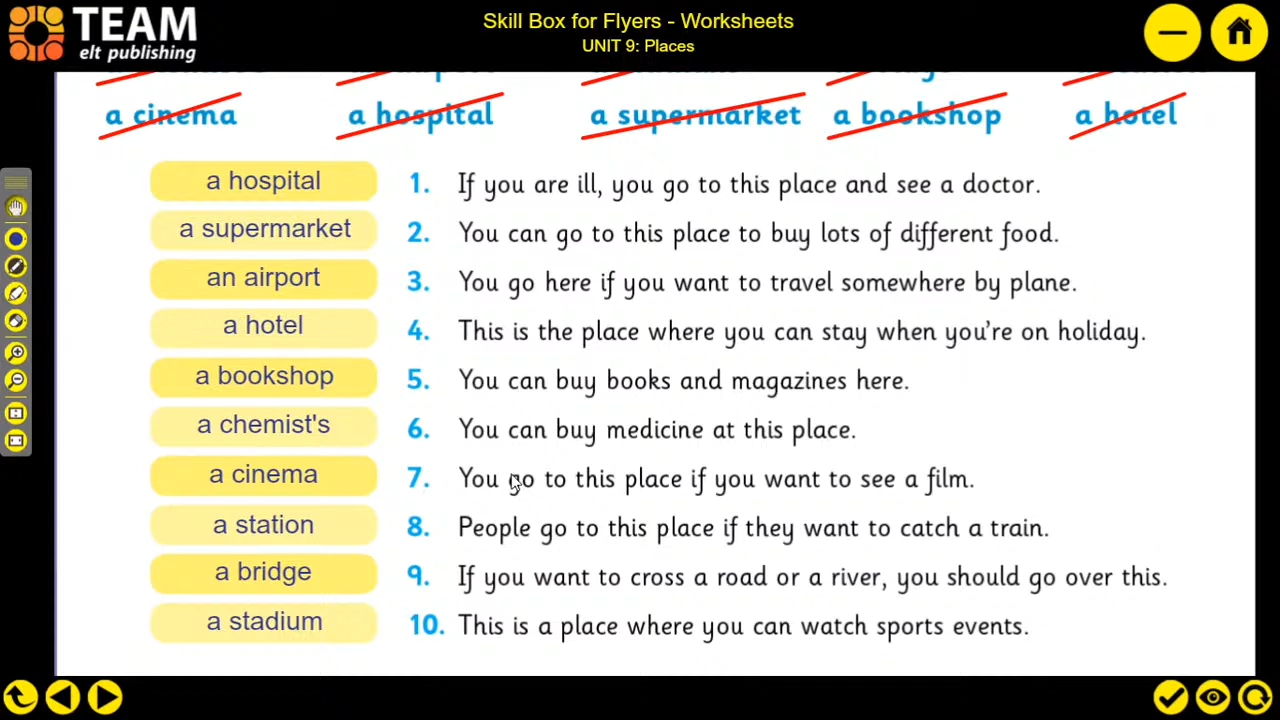 TEAM
elt publishing
Skill Box for Flyers - Worksheets
UNIT 9: Places
a cinema a hospital a supermarket a bookshop a hotel
a hospital 1. If you are ill, you go to this place and see a doctor.
a supermarket 2. You can go to this place to buy lots of different food.
an airport 3. You go here if you want to travel somewhere by plane.
a hotel 4. This is the place where you can stay when you're on holiday.
a bookshop 5. You can buy books and magazines here.
a chemist's 6. You can buy medicine at this place.
a cinema 7. You go to this place if you want to see a film.
a station 8. People go to this place if they want to catch a train.
a bridge 9. If you want to cross a road or a river, you should go over this.
a stadium 10. This is a place where you can watch sports events.